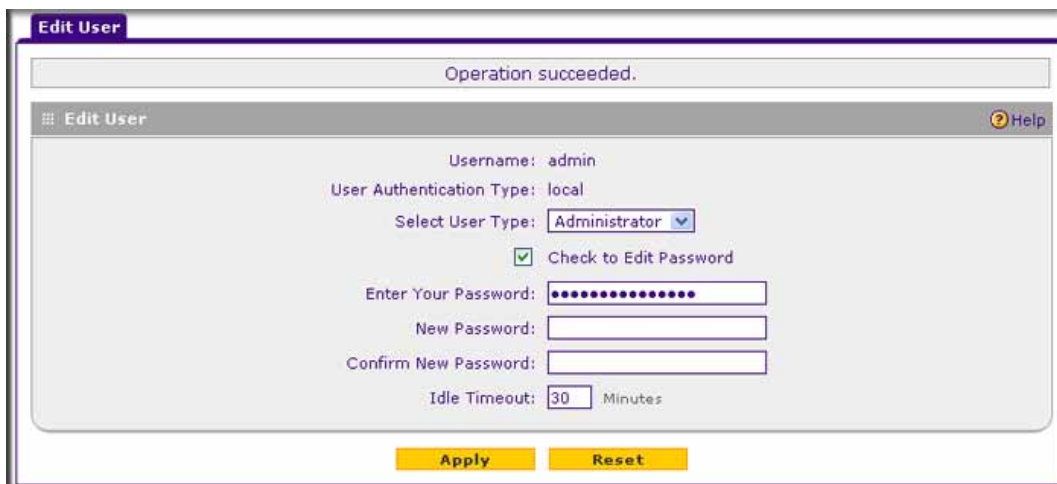 Edit User
Operation succeeded.
Edit User
? Help
Username: admin
User Authentication Type: local
Select User Type: Administrator
Check to Edit Password
Enter Your Password: •••••••••••••••
New Password:
Confirm New Password:
Idle Timeout: 30 Minutes
Apply Reset